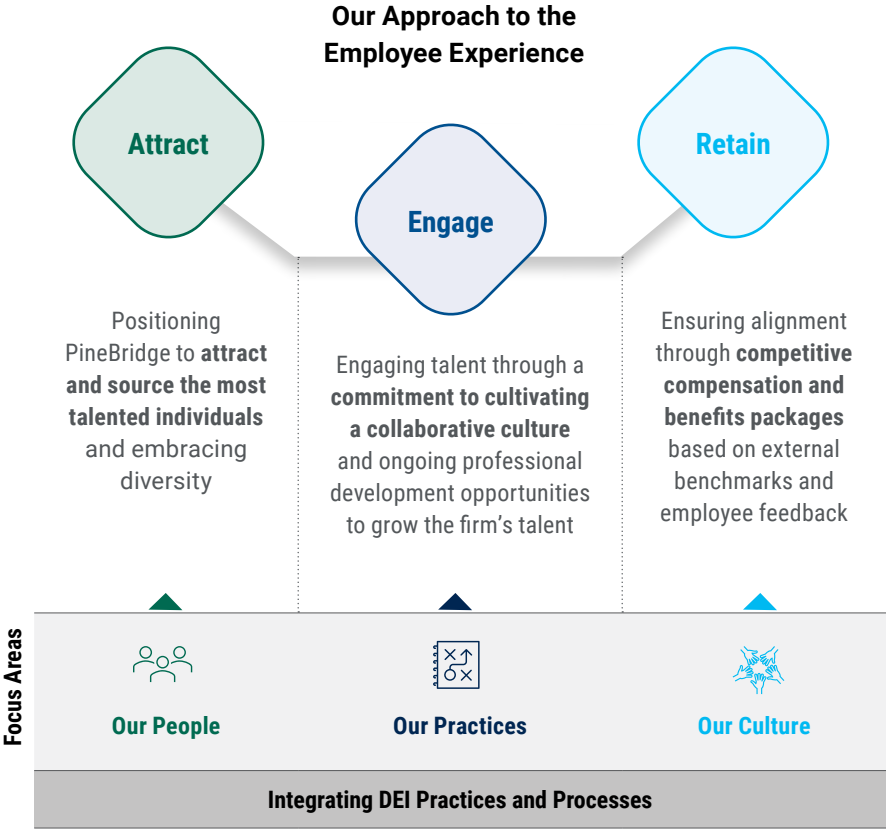 Our Approach to the
Employee Experience
Attract
Engage
Retain
Positioning
PineBridge to attract
and source the most
talented individuals
and embracing
diversity
Engaging talent through a
commitment to cultivating
a collaborative culture
and ongoing professional
development opportunities
to grow the firm’s talent
Ensuring alignment
through competitive
compensation and
benefits packages
based on external
benchmarks and
employee feedback
Focus Areas
Our People
Our Practices
Our Culture
Integrating DEI Practices and Processes